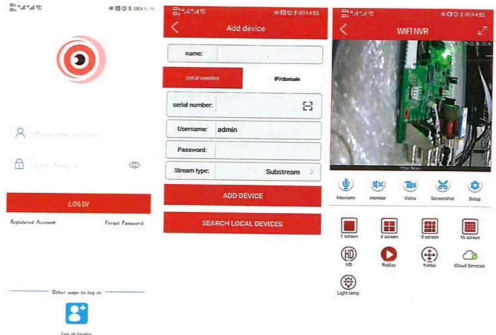 LOGIN
Registered Account
Forgot Password
Other ways to log in
Add device
name:
serial number
IP/domain
serial number:
Username: admin
Password:
Stream type: Substream
ADD DEVICE
SEARCH LOCAL DEVICES
WIFI NVR
Intercom
monitor
Video
Screenshot
Setup
1 screen
4 screen
9 screen
16 screen
HD
HD
Replay
Yuntai
Cloud Services
Light lamp